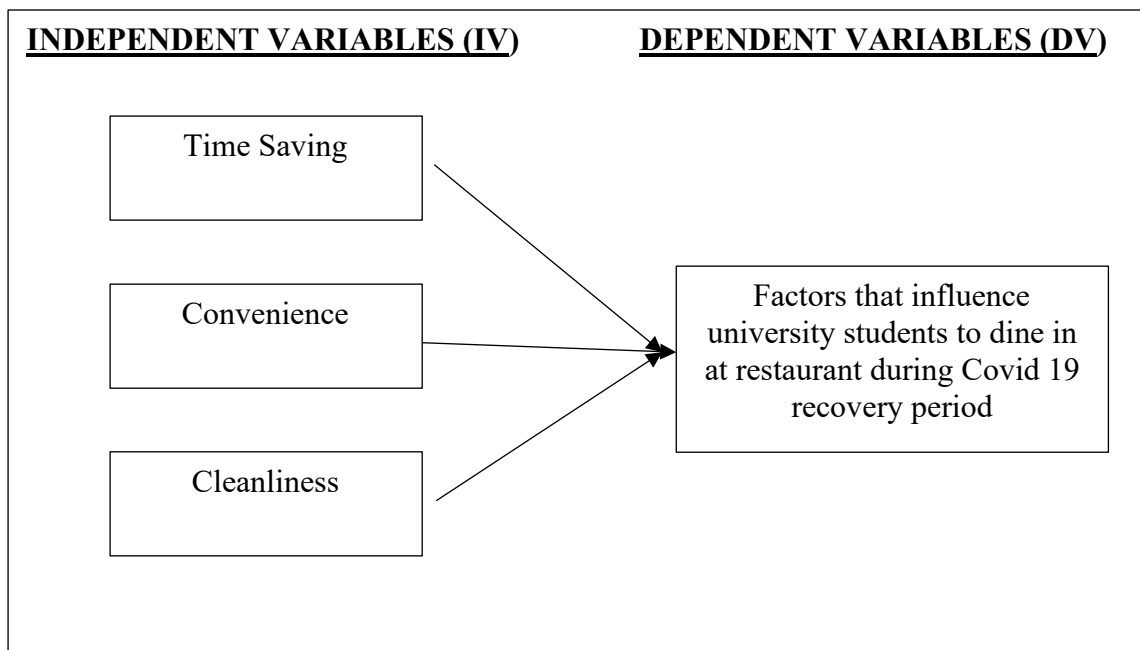 INDEPENDENT VARIABLES (IV)
DEPENDENT VARIABLES (DV)
Time Saving
Convenience
Cleanliness
Factors that influence
university students to dine in
at restaurant during Covid 19
recovery period